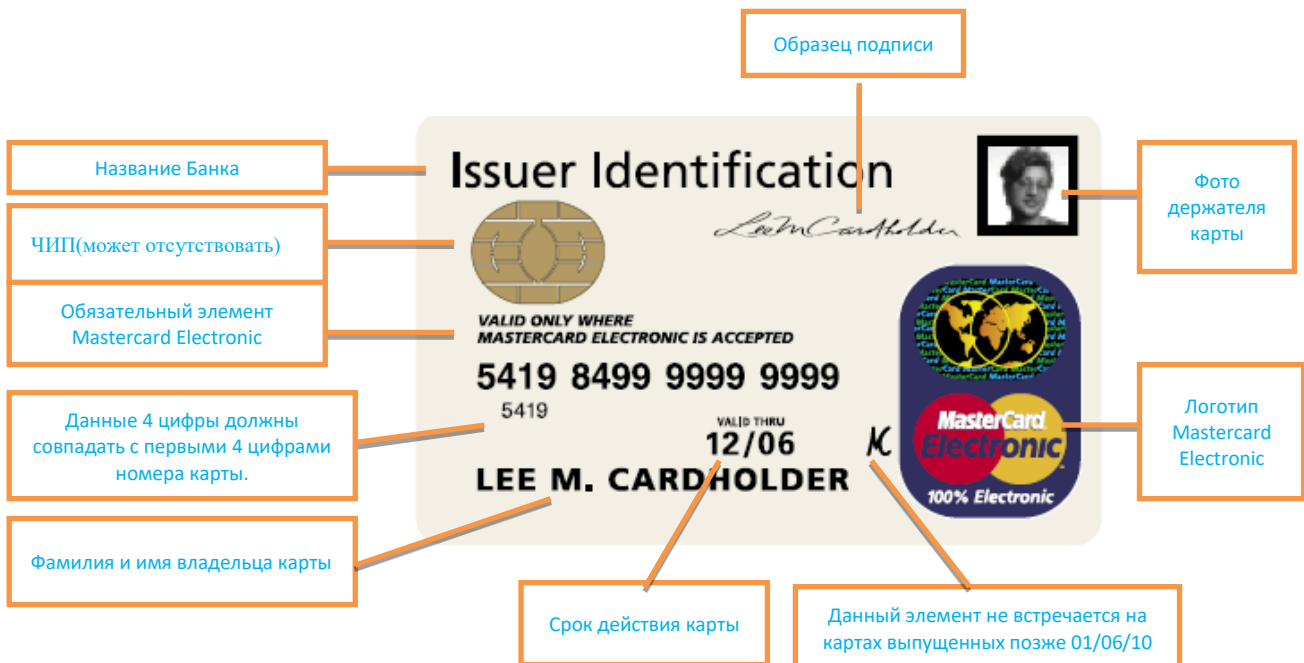 Образец подписи
Название Банка
ЧИП(может отсутствовать)
Обязательный элемент
Mastercard Electronic
Данные 4 цифры должны
совпадать с первыми 4 цифрами
номера карты.
Фамилия и имя владельца карты
Issuer Identification
Lee M Cardholder
VALID ONLY WHERE
MASTERCARD ELECTRONIC IS ACCEPTED
5419 8499 9999 9999
5419
VALID THRU
12/06
MC
LEE M. CARDHOLDER
MasterCard
Electronic
100% Electronic
Фото
держателя
карты
Логотип
Mastercard
Electronic
Срок действия карты
Данный элемент не встречается на
картах выпущенных позже 01/06/10